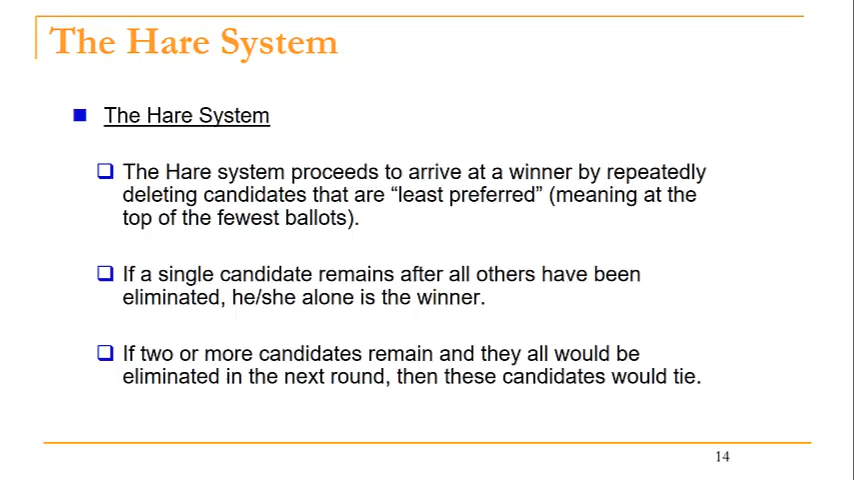 The Hare System
The Hare System
The Hare system proceeds to arrive at a winner by repeatedly
deleting candidates that are “least preferred” (meaning at the
top of the fewest ballots).
If a single candidate remains after all others have been
eliminated, he/she alone is the winner.
If two or more candidates remain and they all would be
eliminated in the next round, then these candidates would tie.
14